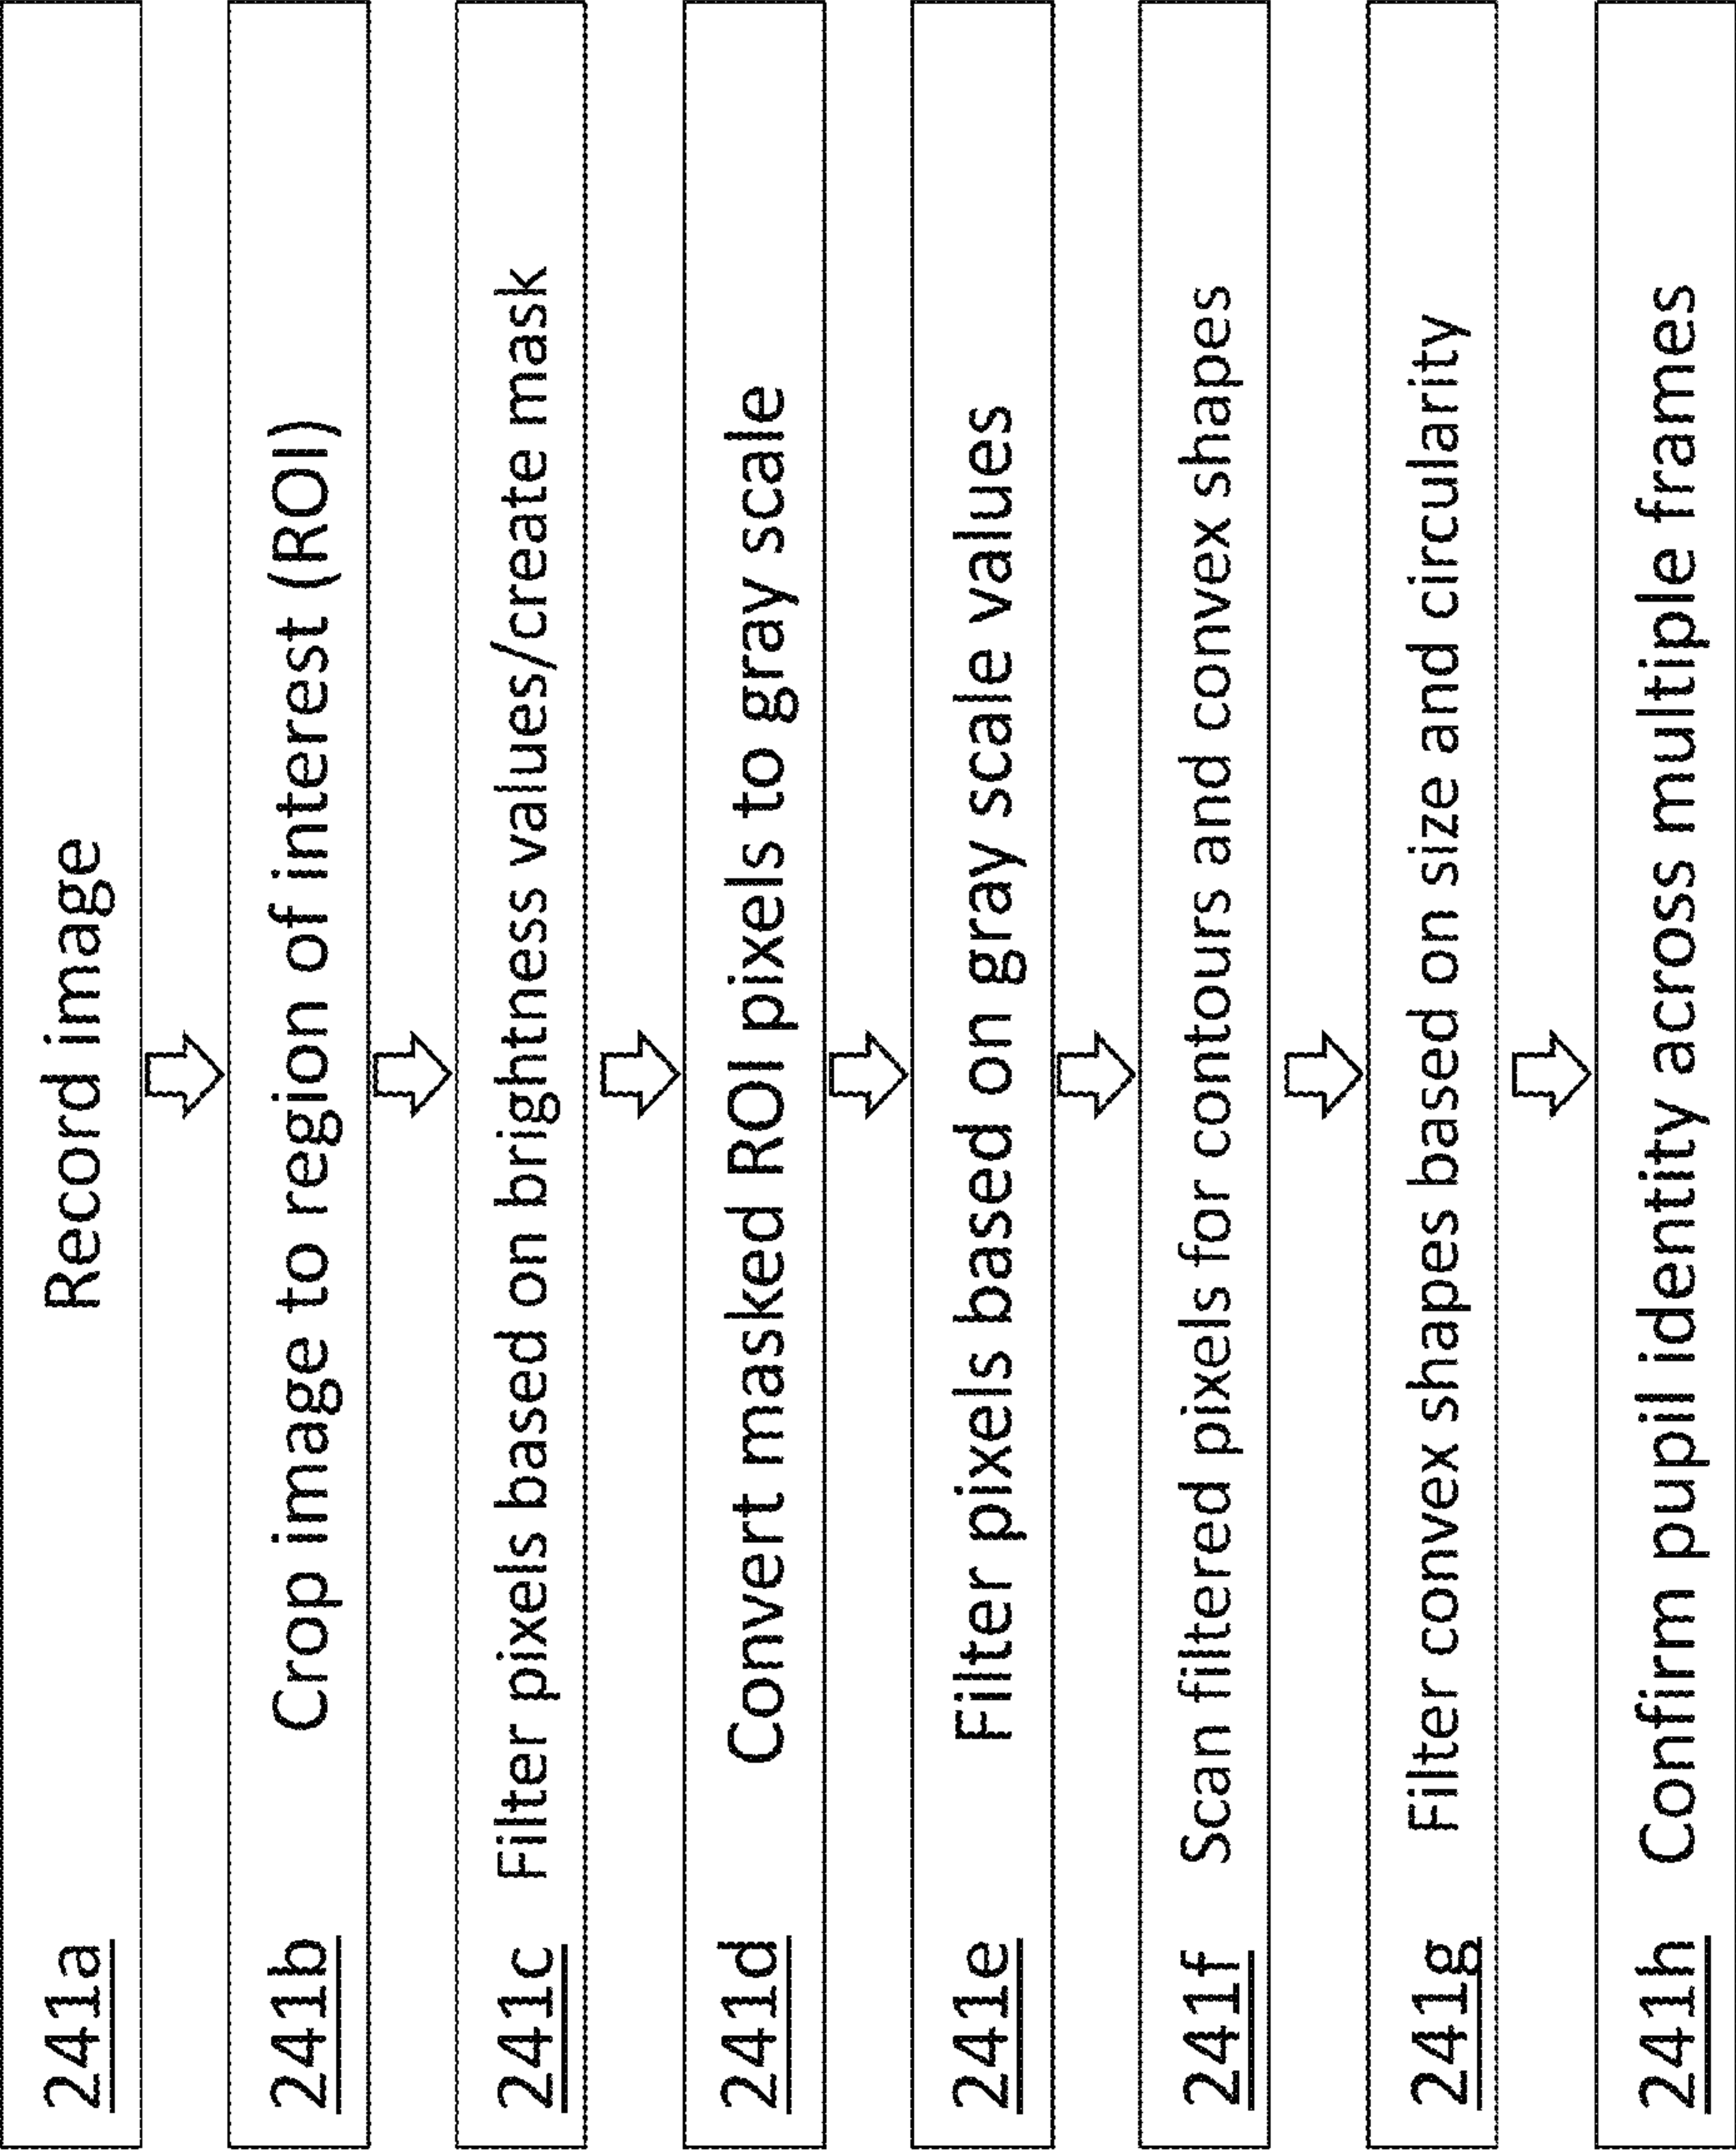 241a Record image
241b Crop image to region of interest (ROI)
241c Filter pixels based on brightness values/create mask
241d Convert masked ROI pixels to gray scale
241e Filter pixels based on gray scale values
241f Scan filtered pixels for contours and convex shapes
241g Filter convex shapes based on size and circularity
241h Confirm pupil identity across multiple frames